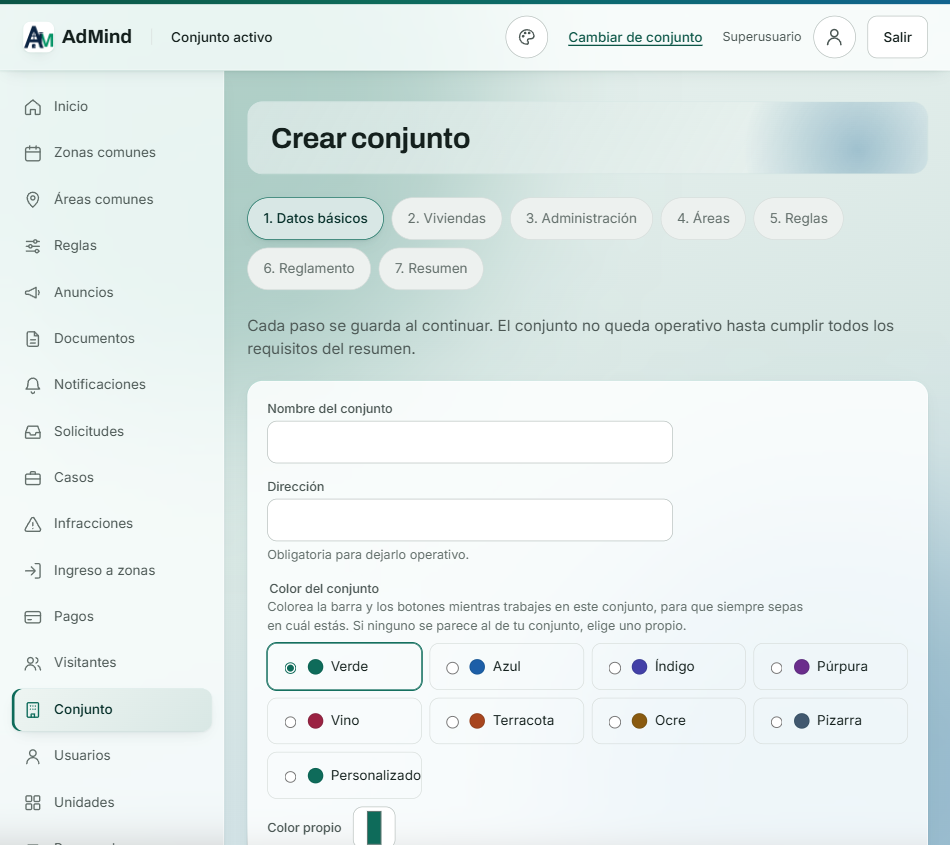 AM AdMind
Conjunto activo
Cambiar de conjunto
Superusuario
Salir
Inicio
Zonas comunes
Áreas comunes
Reglas
Anuncios
Documentos
Notificaciones
Solicitudes
Casos
Infracciones
Ingreso a zonas
Pagos
Visitantes
Conjunto
Usuarios
Unidades
Crear conjunto
1. Datos básicos
2. Viviendas
3. Administración
4. Áreas
5. Reglas
6. Reglamento
7. Resumen
Cada paso se guarda al continuar. El conjunto no queda operativo hasta cumplir todos los
requisitos del resumen.
Nombre del conjunto
Dirección
Obligatoria para dejarlo operativo.
Color del conjunto
Colorea la barra y los botones mientras trabajes en este conjunto, para que siempre sepas
en cuál estás. Si ninguno se parece al de tu conjunto, elige uno propio.
Verde
Azul
Índigo
Púrpura
Vino
Terracota
Ocre
Pizarra
Personalizado
Color propio